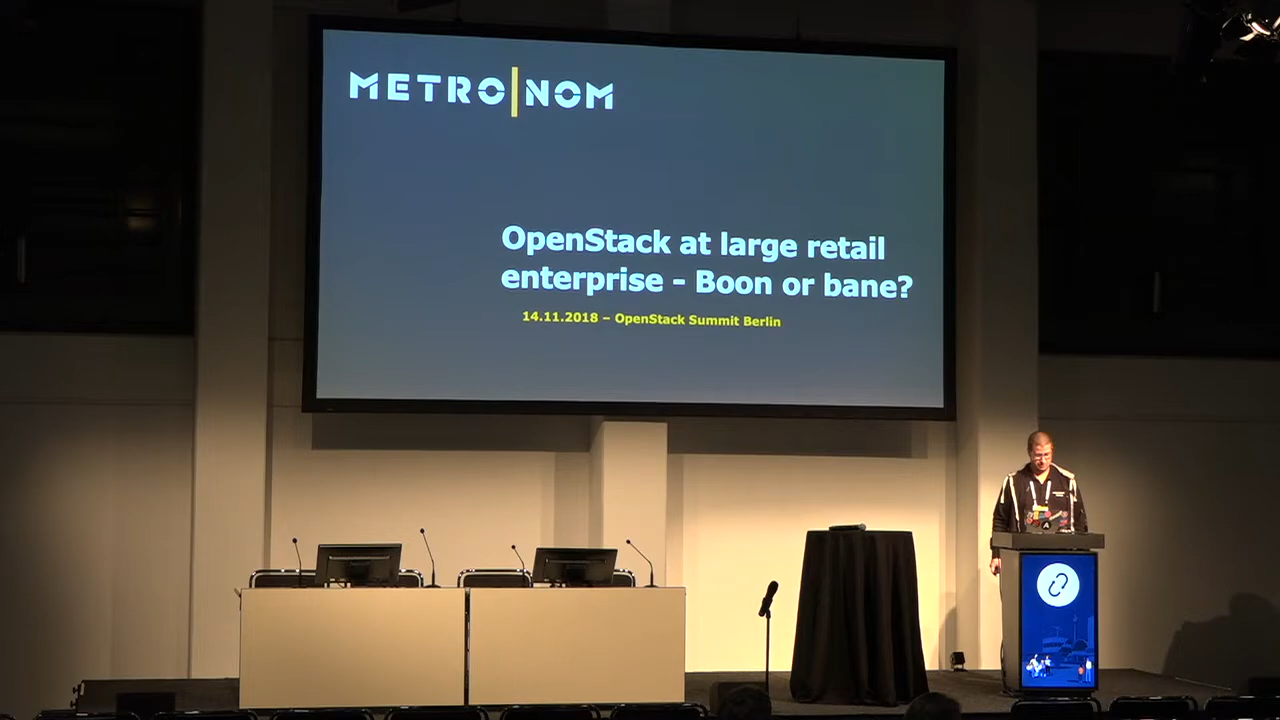 METRO|NOM
OpenStack at large retail
enterprise - Boon or bane?
14.11.2018 – OpenStack Summit Berlin